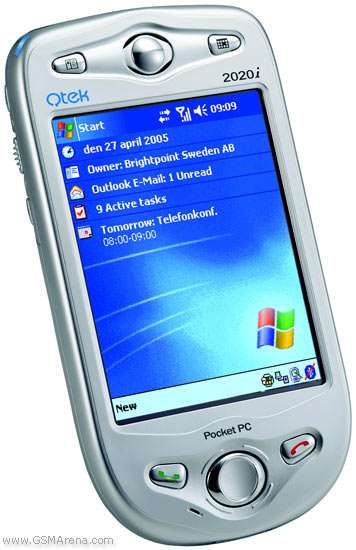 Qtek
2020i
Start
09:09
den 27 april 2005
Owner: Brightpoint Sweden AB
Outlook E-Mail: 1 Unread
9 Active tasks
Tomorrow: Telefonkonf.
08:00-09:00
New
Pocket PC
www.GSMArena.com